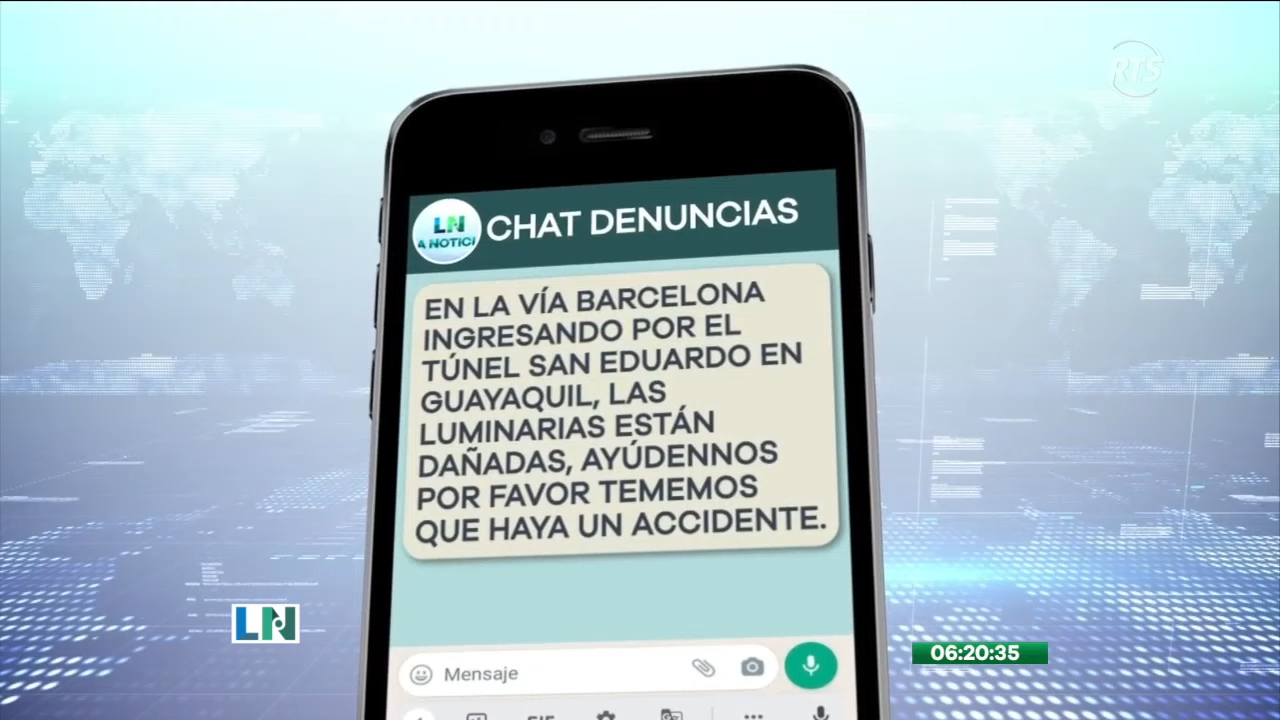 RTS
LN
A NOTICI
CHAT DENUNCIAS
EN LA VÍA BARCELONA
INGRESANDO POR EL
TÚNEL SAN EDUARDO EN
GUAYAQUIL, LAS
LUMINARIAS ESTÁN
DAÑADAS, AYÚDENNOS
POR FAVOR TEMEMOS
QUE HAYA UN ACCIDENTE.
LN
06:20:35
Mensaje
GIF